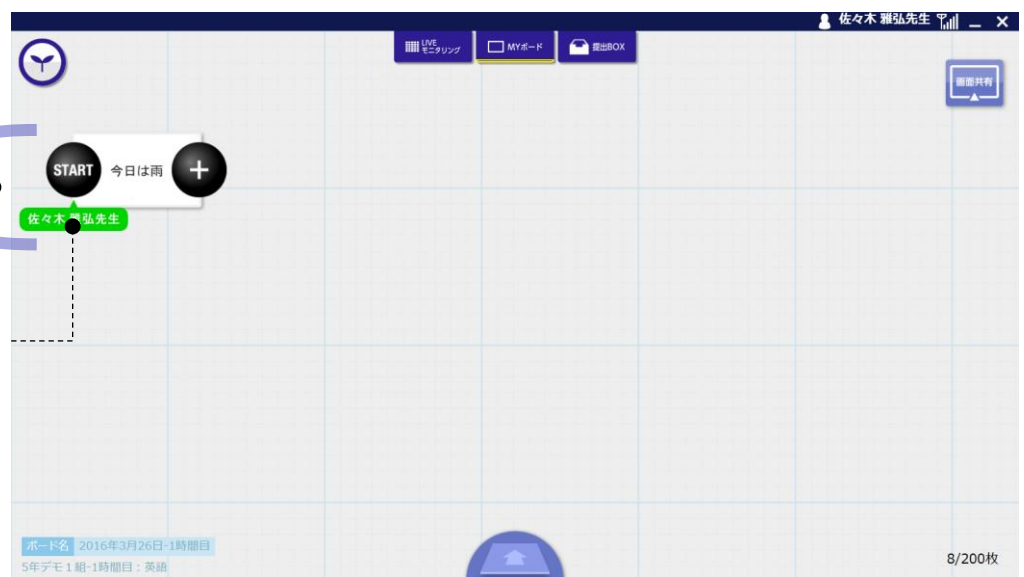 佐々木 雅弘先生
LIVE
モニタリング
MYボード
提出BOX
画面共有
START
今日は雨
佐々木 雅弘先生
ボード名 2016年3月26日-1時間目
5年デモ1組-1時間目：英語
8/200枚